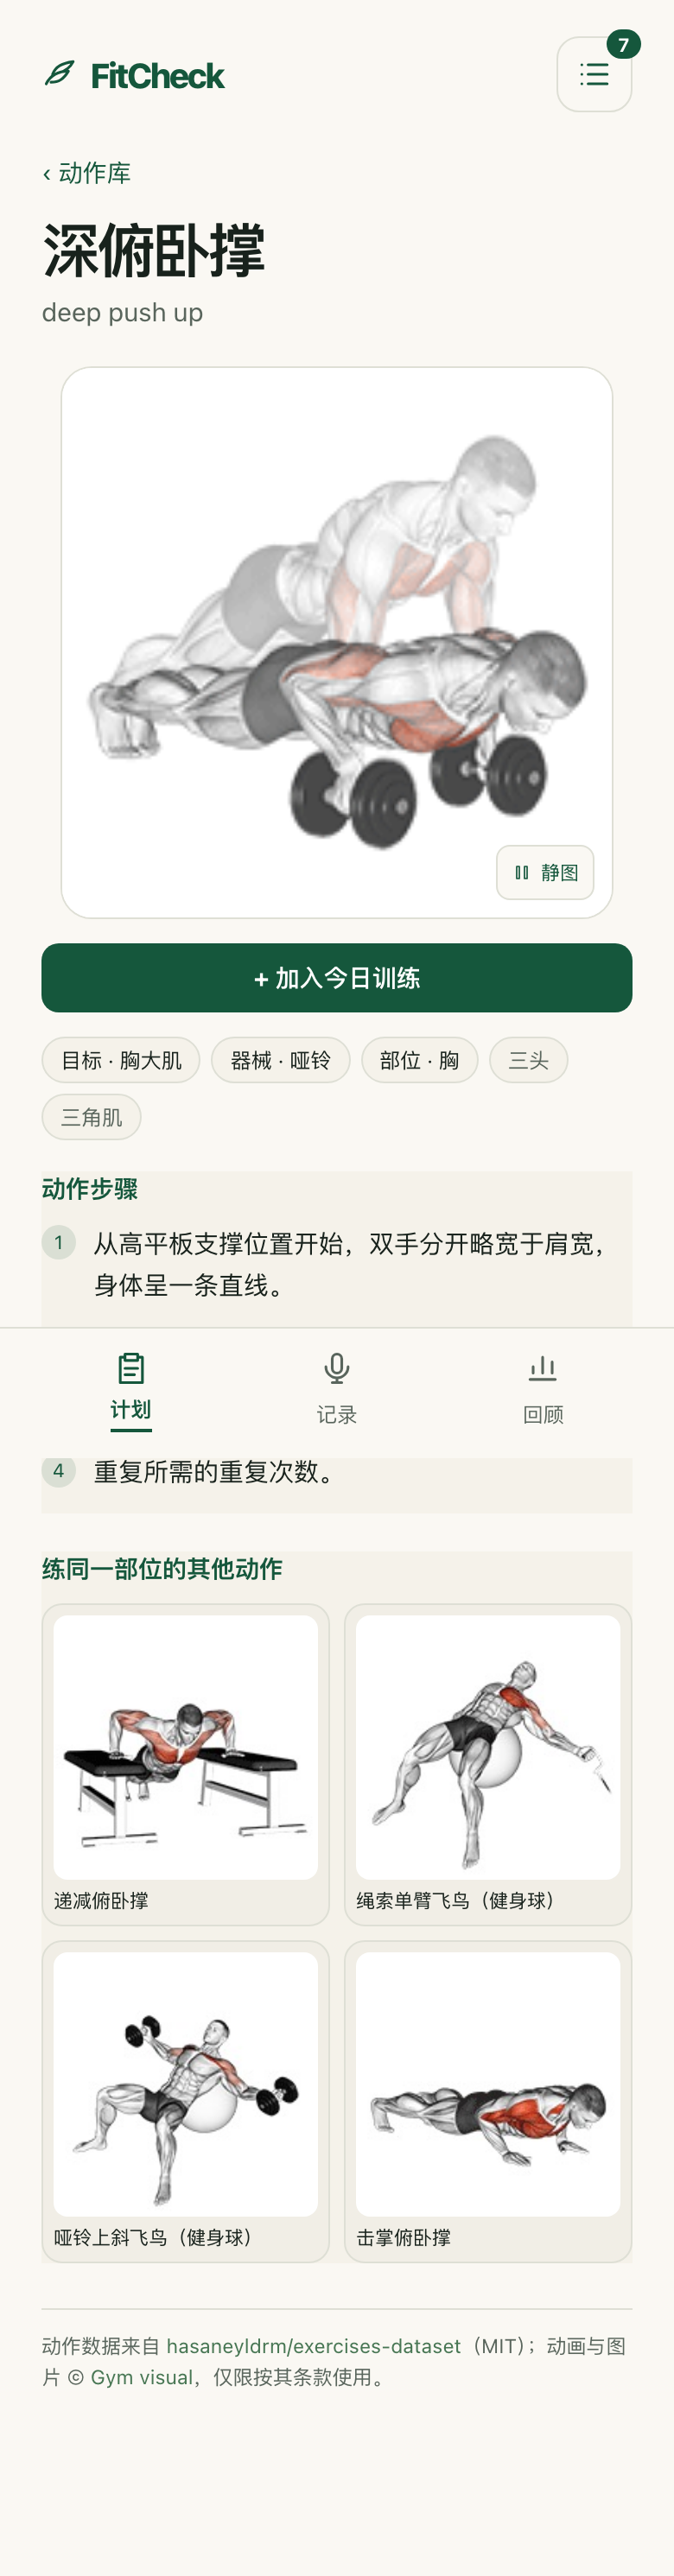 FitCheck
7
‹ 动作库
深俯卧撑
deep push up
静图
+ 加入今日训练
目标 · 胸大肌
器械 · 哑铃
部位 · 胸
三头
三角肌
动作步骤
1 从高平板支撑位置开始，双手分开略宽于肩宽，
身体呈一条直线。
计划
记录
回顾
4 重复所需的重复次数。
练同一部位的其他动作
递减俯卧撑
绳索单臂飞鸟（健身球）
哑铃上斜飞鸟（健身球）
击掌俯卧撑
动作数据来自 hasaneyldrm/exercises-dataset（MIT）；动画与图
片 © Gym visual，仅限按其条款使用。